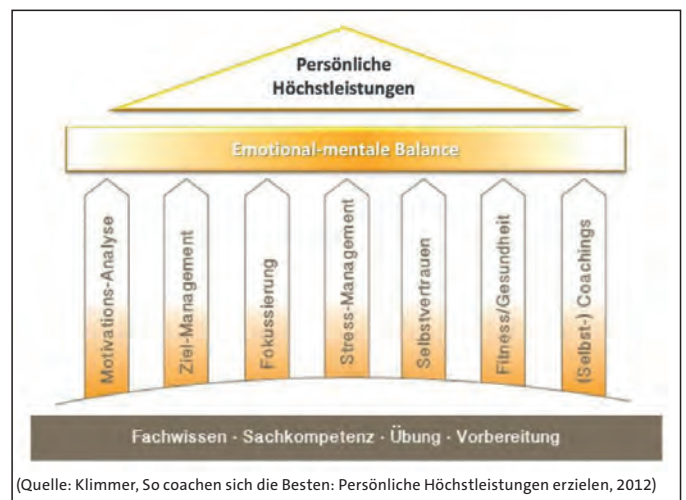 Persönliche
Höchstleistungen
Emotional-mentale Balance
Motivations-Analyse
Ziel-Management
Fokussierung
Stress-Management
Selbstvertrauen
Fitness/Gesundheit
(Selbst-) Coachings
Fachwissen · Sachkompetenz · Übung · Vorbereitung
(Quelle: Klimmer, So coachen sich die Besten: Persönliche Höchstleistungen erzielen, 2012)